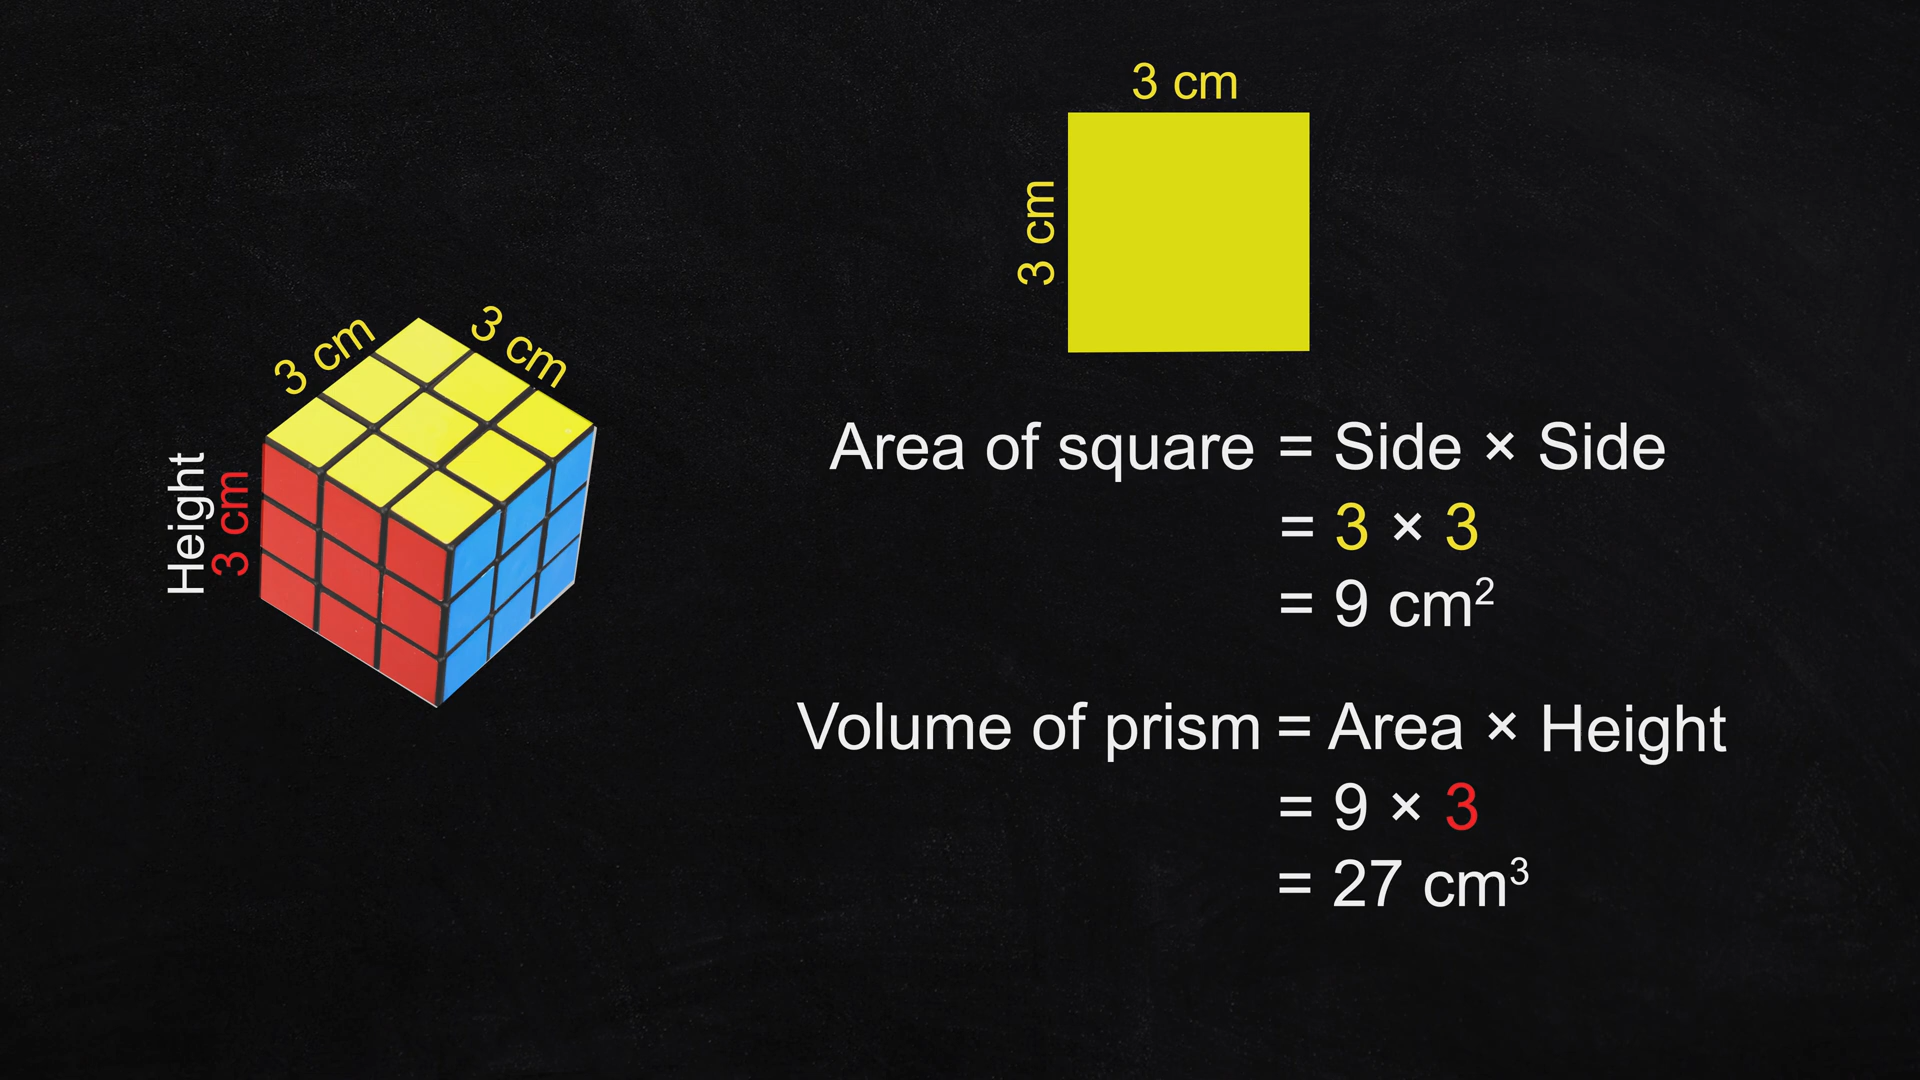 3 cm
3 cm
3 cm
3 cm
Height
3 cm
Area of square = Side × Side
= 3 × 3
= 9 cm²
Volume of prism = Area × Height
= 9 × 3
= 27 cm³